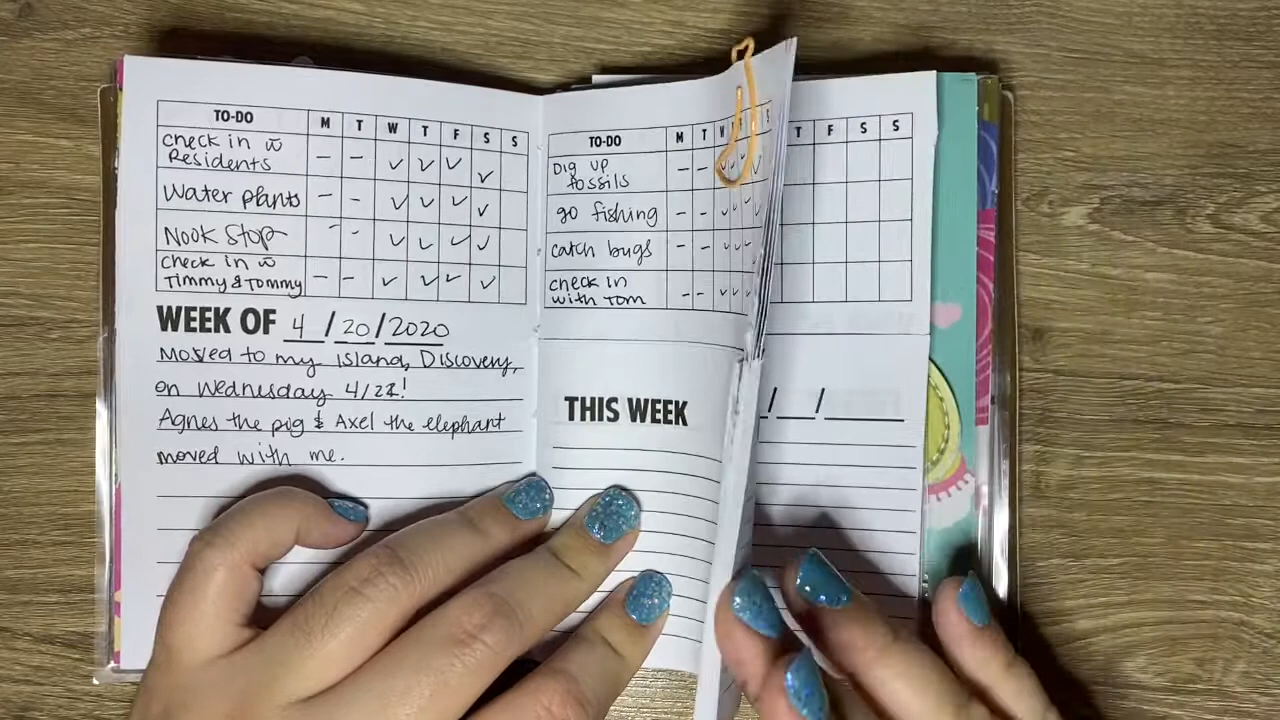 TO-DO M T W T F S S
check in w̄
Residents – – ✓ ✓ ✓ ✓
Water plants – – ✓ ✓ ✓ ✓
Nook Stop – – ✓ ✓ ✓ ✓
check in w̄
Timmy & Tommy – – ✓ ✓ ✓ ✓
WEEK OF 4 / 20 / 2020
Moved to my island, Discovery,
on Wednesday 4/22!
Agnes the pig & Axel the elephant
moved with me.
TO-DO M T W S
Dig up
fossils – – ✓ ✓ ✓ ✓
go fishing – – ✓ ✓ ✓ ✓
catch bugs – – ✓ ✓ ✓ ✓
check in
with Tom – – ✓ ✓ ✓
THIS WEEK
T F S S
/ /